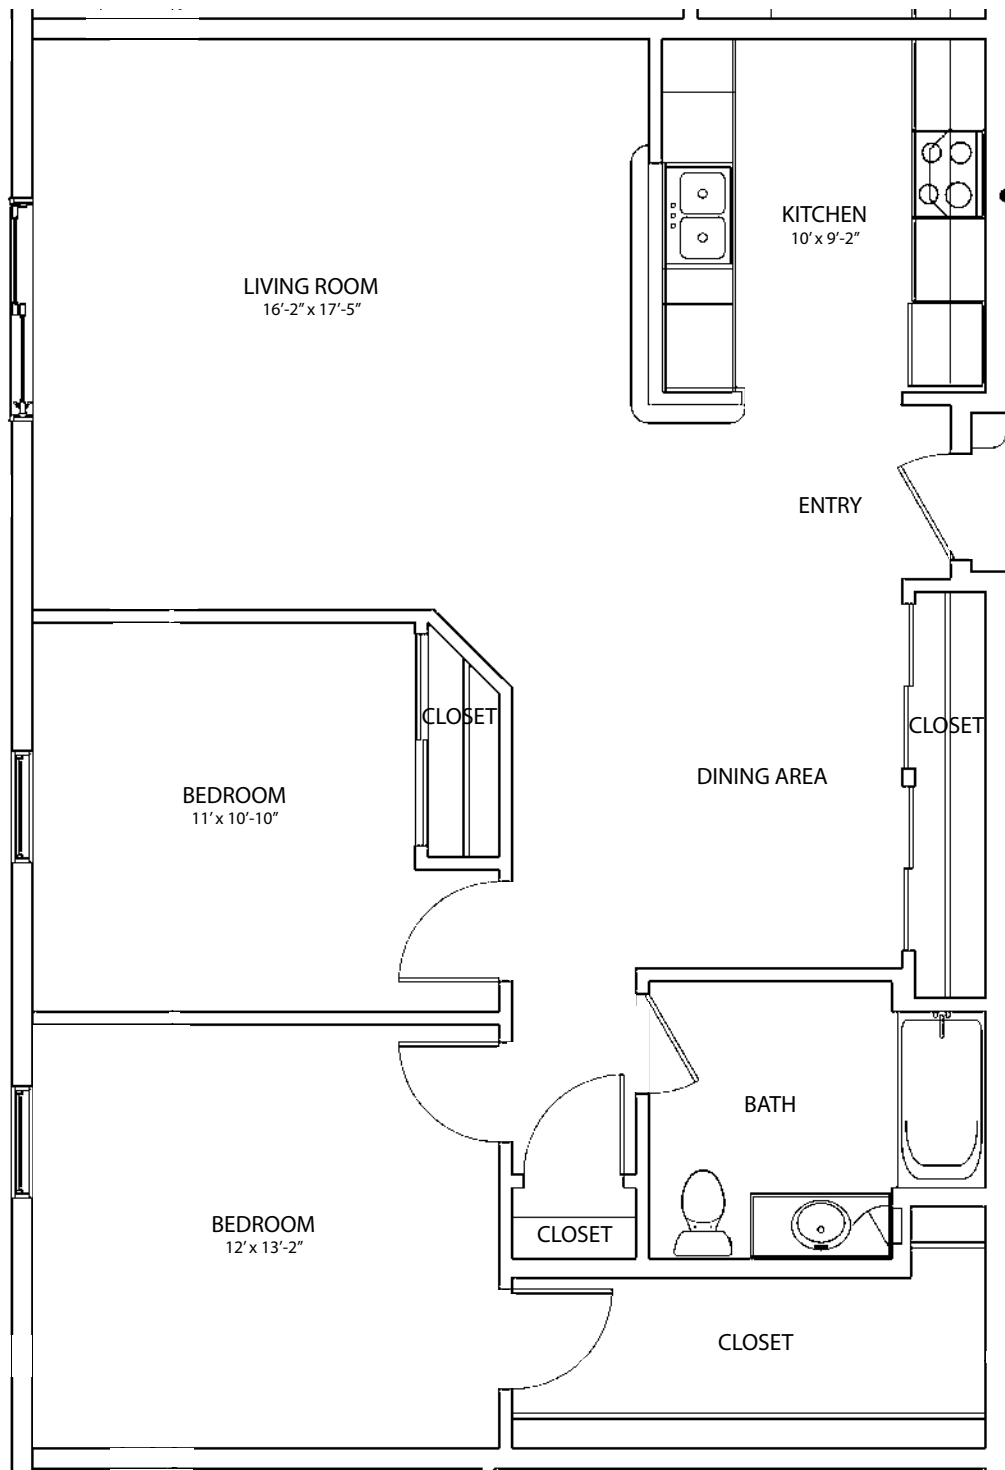 KITCHEN
10’ x 9’-2”
LIVING ROOM
16’-2” x 17’-5”
ENTRY
CLOSET
CLOSET
DINING AREA
BEDROOM
11’ x 10’-10”
BATH
BEDROOM
12’ x 13’-2”
CLOSET
CLOSET